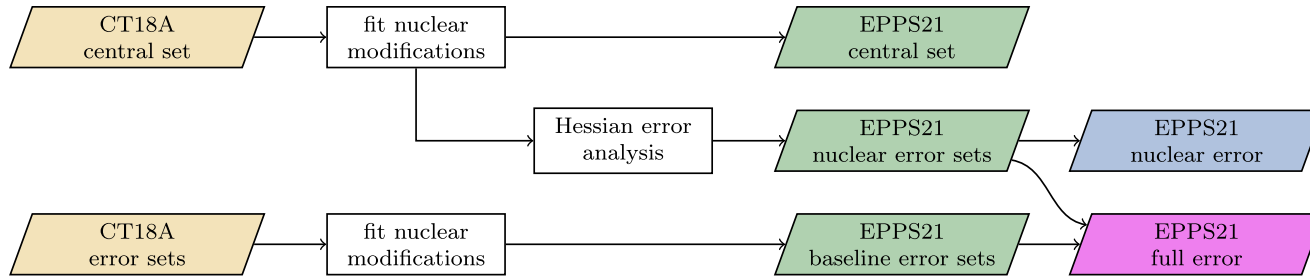 CT18A
central set
fit nuclear
modifications
EPPS21
central set
Hessian error
analysis
EPPS21
nuclear error sets
EPPS21
nuclear error
CT18A
error sets
fit nuclear
modifications
EPPS21
baseline error sets
EPPS21
full error